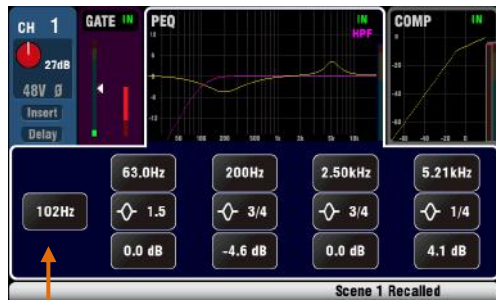 CH 1
27dB
48V Ø
Insert
Delay
GATE IN
PEQ IN
HPF
COMP IN
102Hz
63.0Hz 200Hz 2.50kHz 5.21kHz
1.5 3/4 3/4 1/4
0.0 dB -4.6 dB 0.0 dB 4.1 dB
Scene 1 Recalled